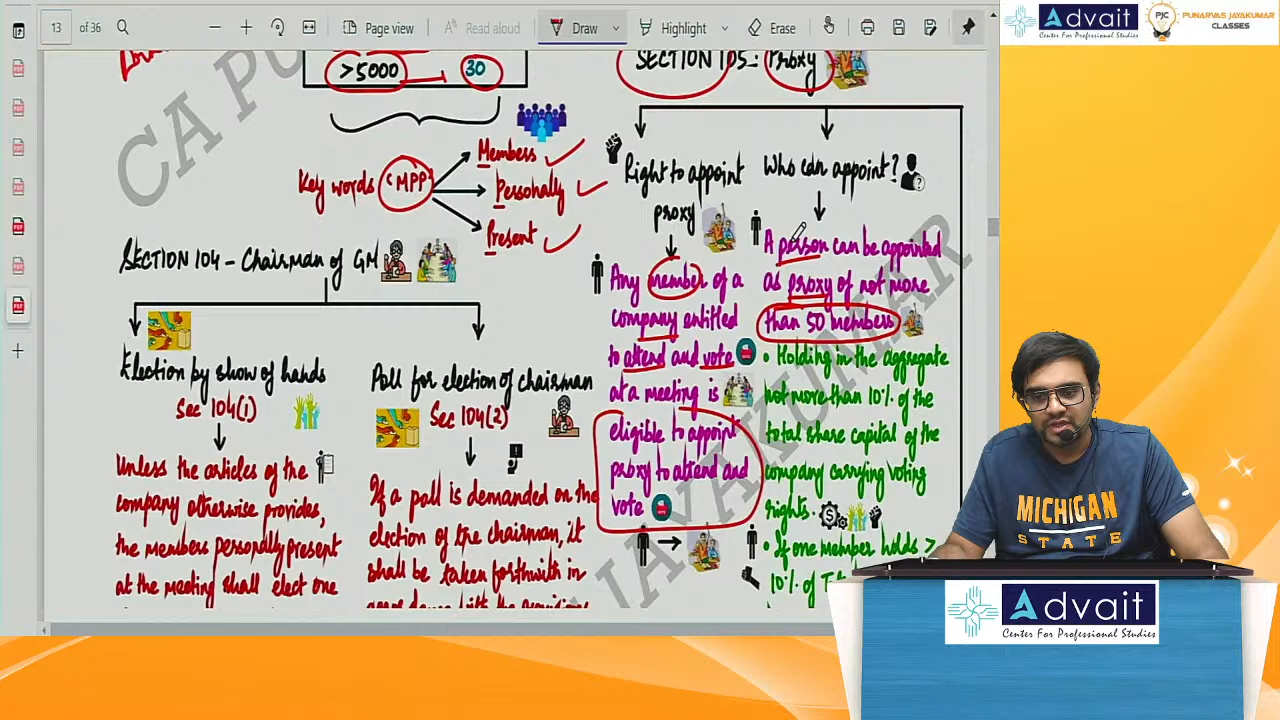 13 of 36
Page view
Read aloud
Draw
Highlight
Erase
Advait
Center For Professional Studies
PJC
PUNARVAS JAYAKUMAR
CLASSES
>5000 30
Key words "MPP"
Members
Personally
Present
SECTION 104 - Chairman of GM
Election by show of hands
Sec 104(1)
Unless the articles of the
company otherwise provides,
the members personally present
at the meeting shall elect one
Poll for election of chairman
Sec 104(2)
If a poll is demanded on the
election of the chairman, it
shall be taken forthwith in
accordance with the provisions
SECTION 105 : Proxy
Right to appoint
proxy
Any member of a
company entitled
to attend and vote
at a meeting is
eligible to appoint
proxy to attend and
vote
Who can appoint?
A person can be appointed
as proxy of not more
than 50 members
• Holding in the aggregate
not more than 10% of the
total share capital of the
company carrying voting
rights.
• If one member holds >
10% of
CA PU
JAYAKUMAR
MICHIGAN
STATE
Advait
Center For Professional Studies